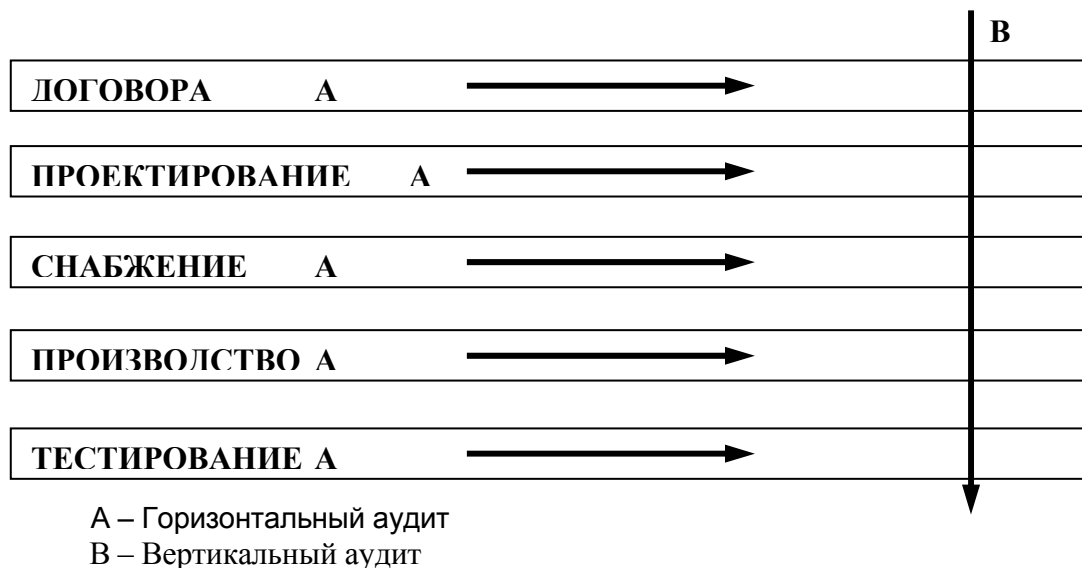 В
ДОГОВОРА А
ПРОЕКТИРОВАНИЕ А
СНАБЖЕНИЕ А
ПРОИЗВОДСТВО А
ТЕСТИРОВАНИЕ А
А – Горизонтальный аудит
В – Вертикальный аудит